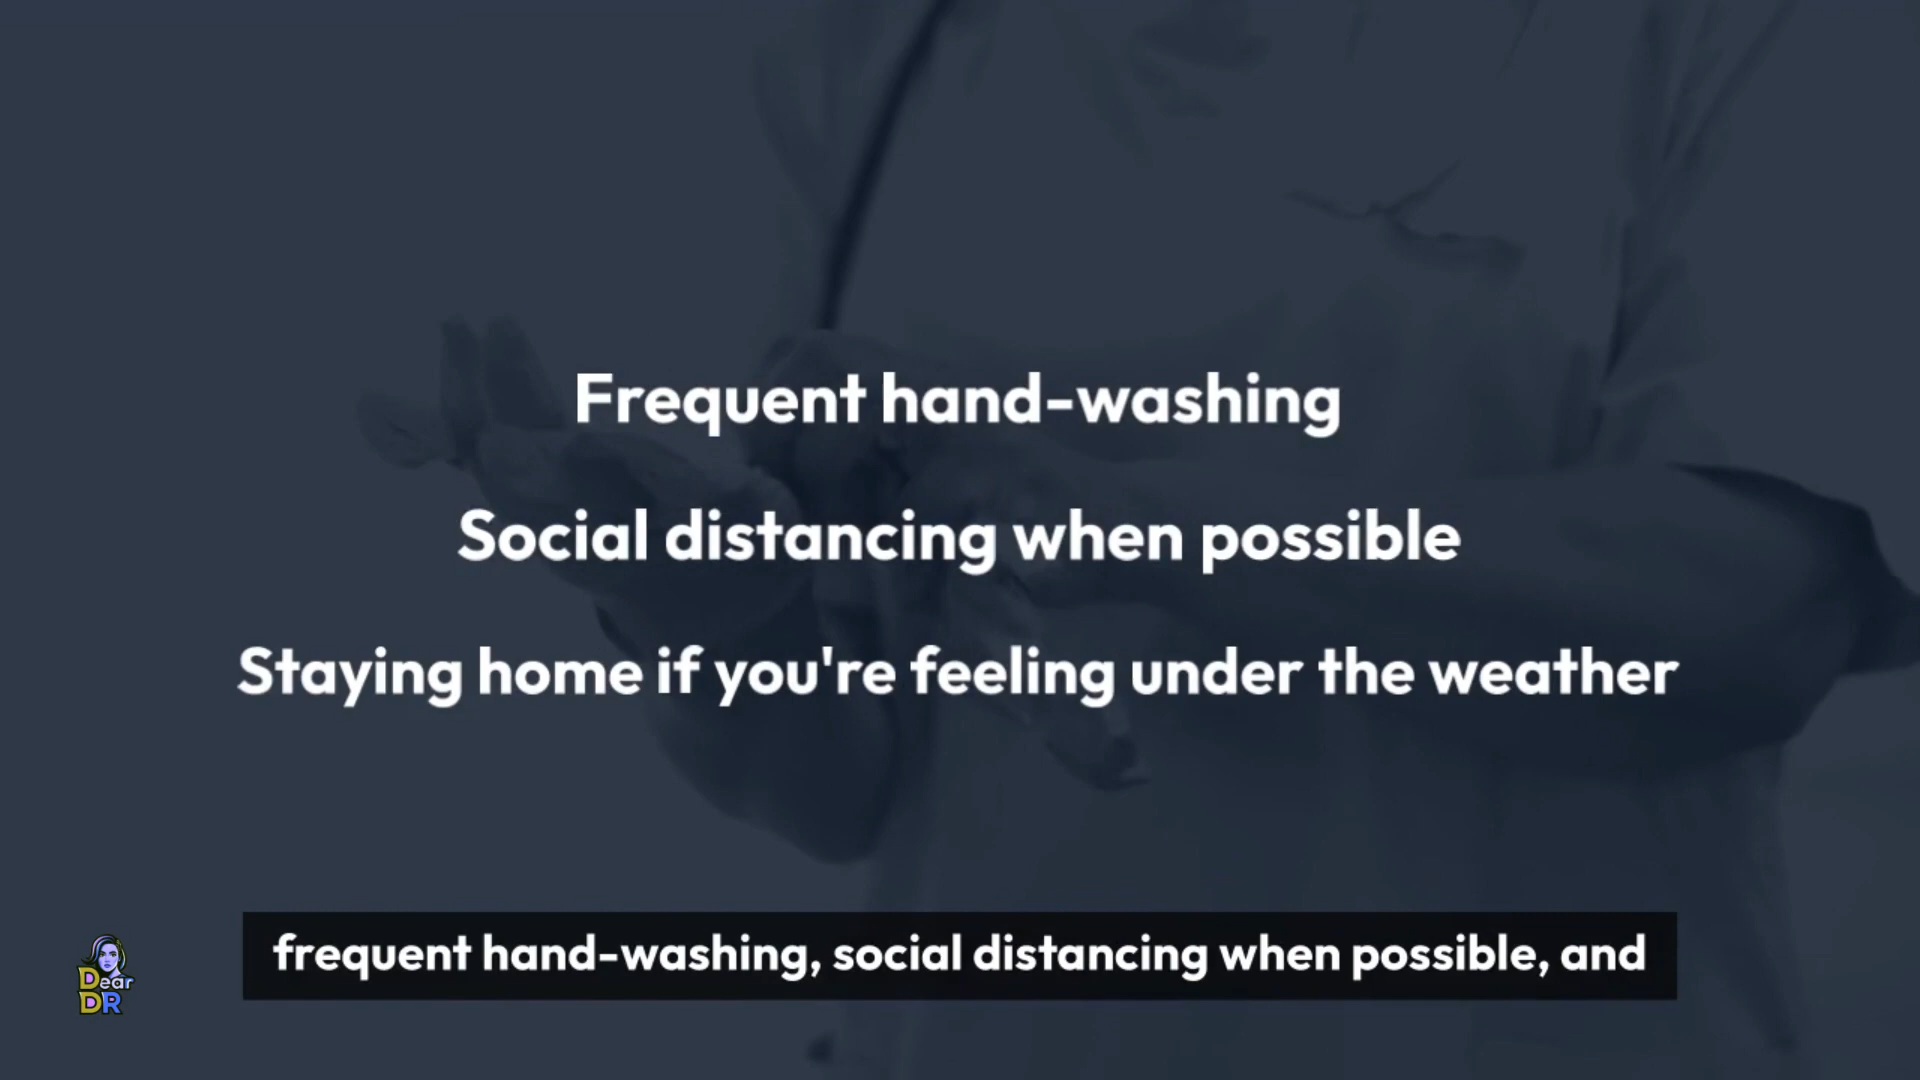 Frequent hand-washing
Social distancing when possible
Staying home if you're feeling under the weather
frequent hand-washing, social distancing when possible, and
Dear
DR